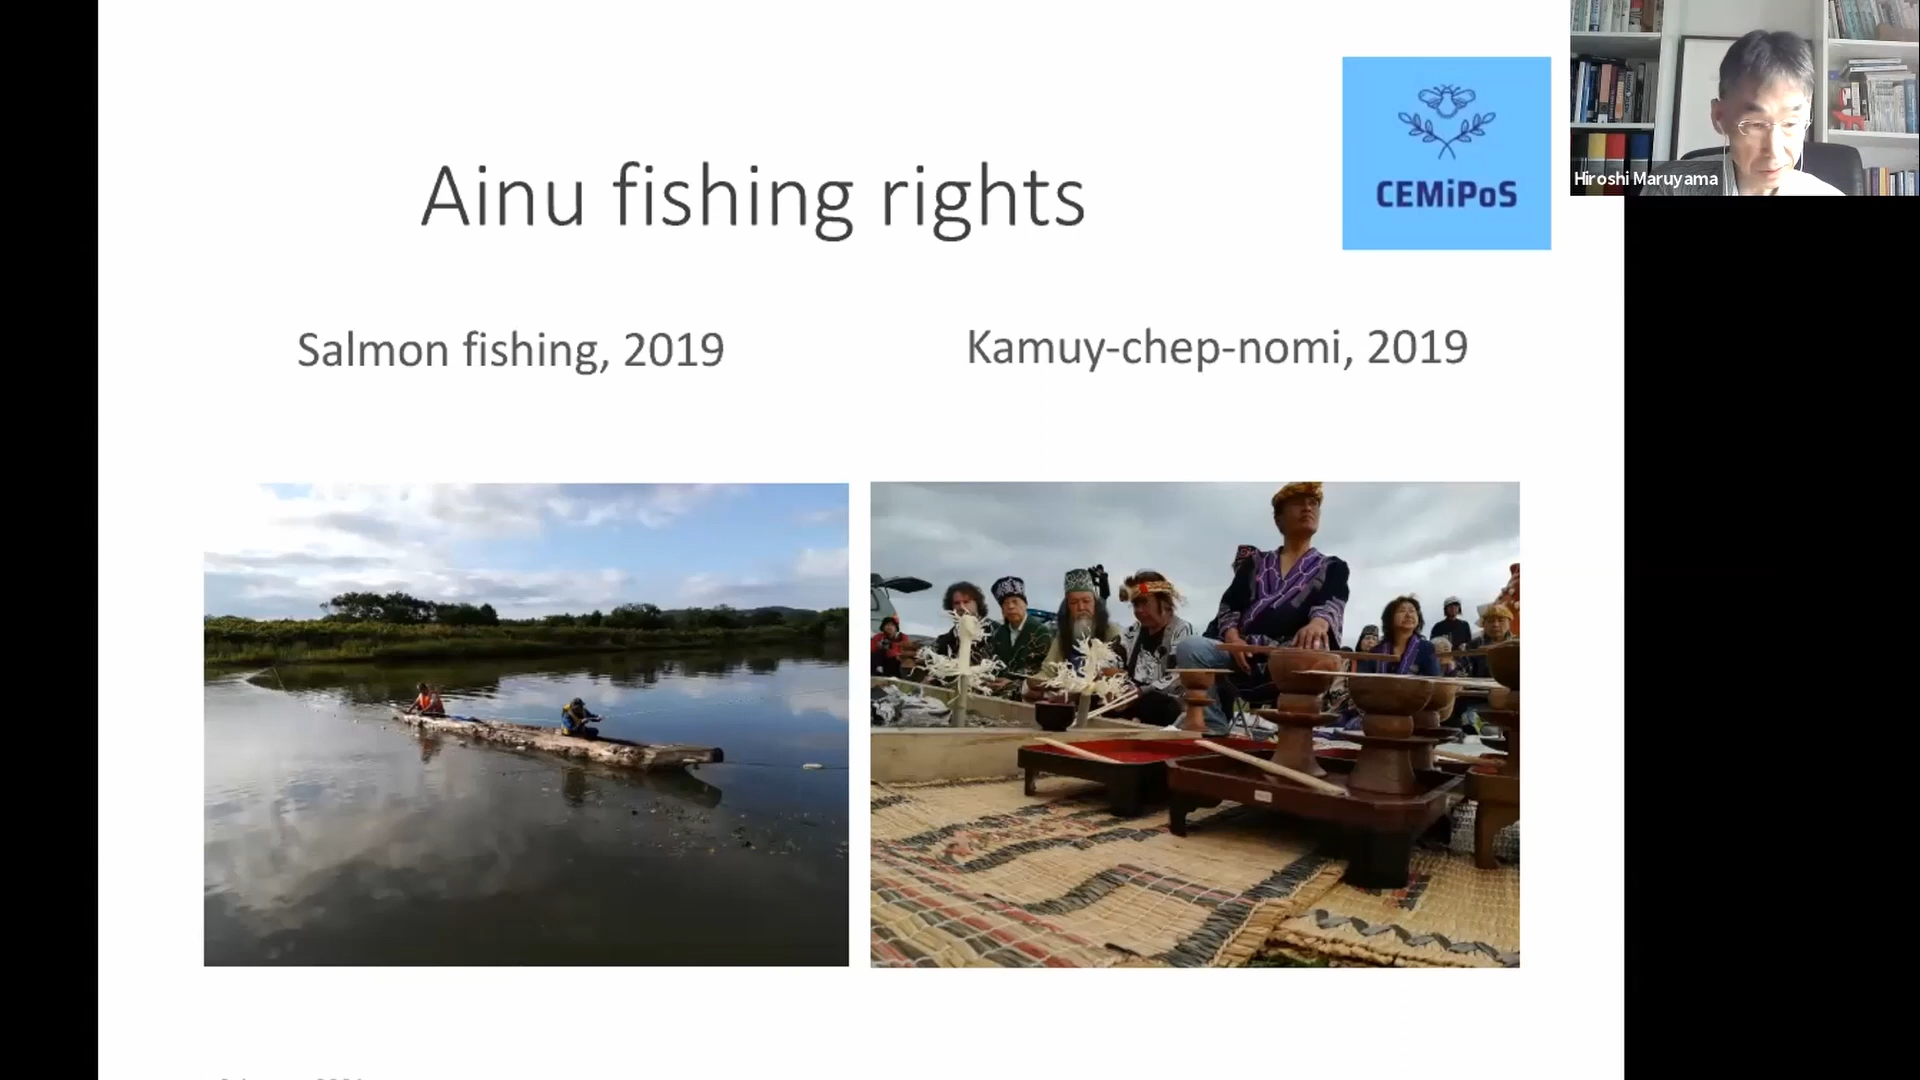 Ainu fishing rights
CEMiPoS
Hiroshi Maruyama
Salmon fishing, 2019
Kamuy-chep-nomi, 2019